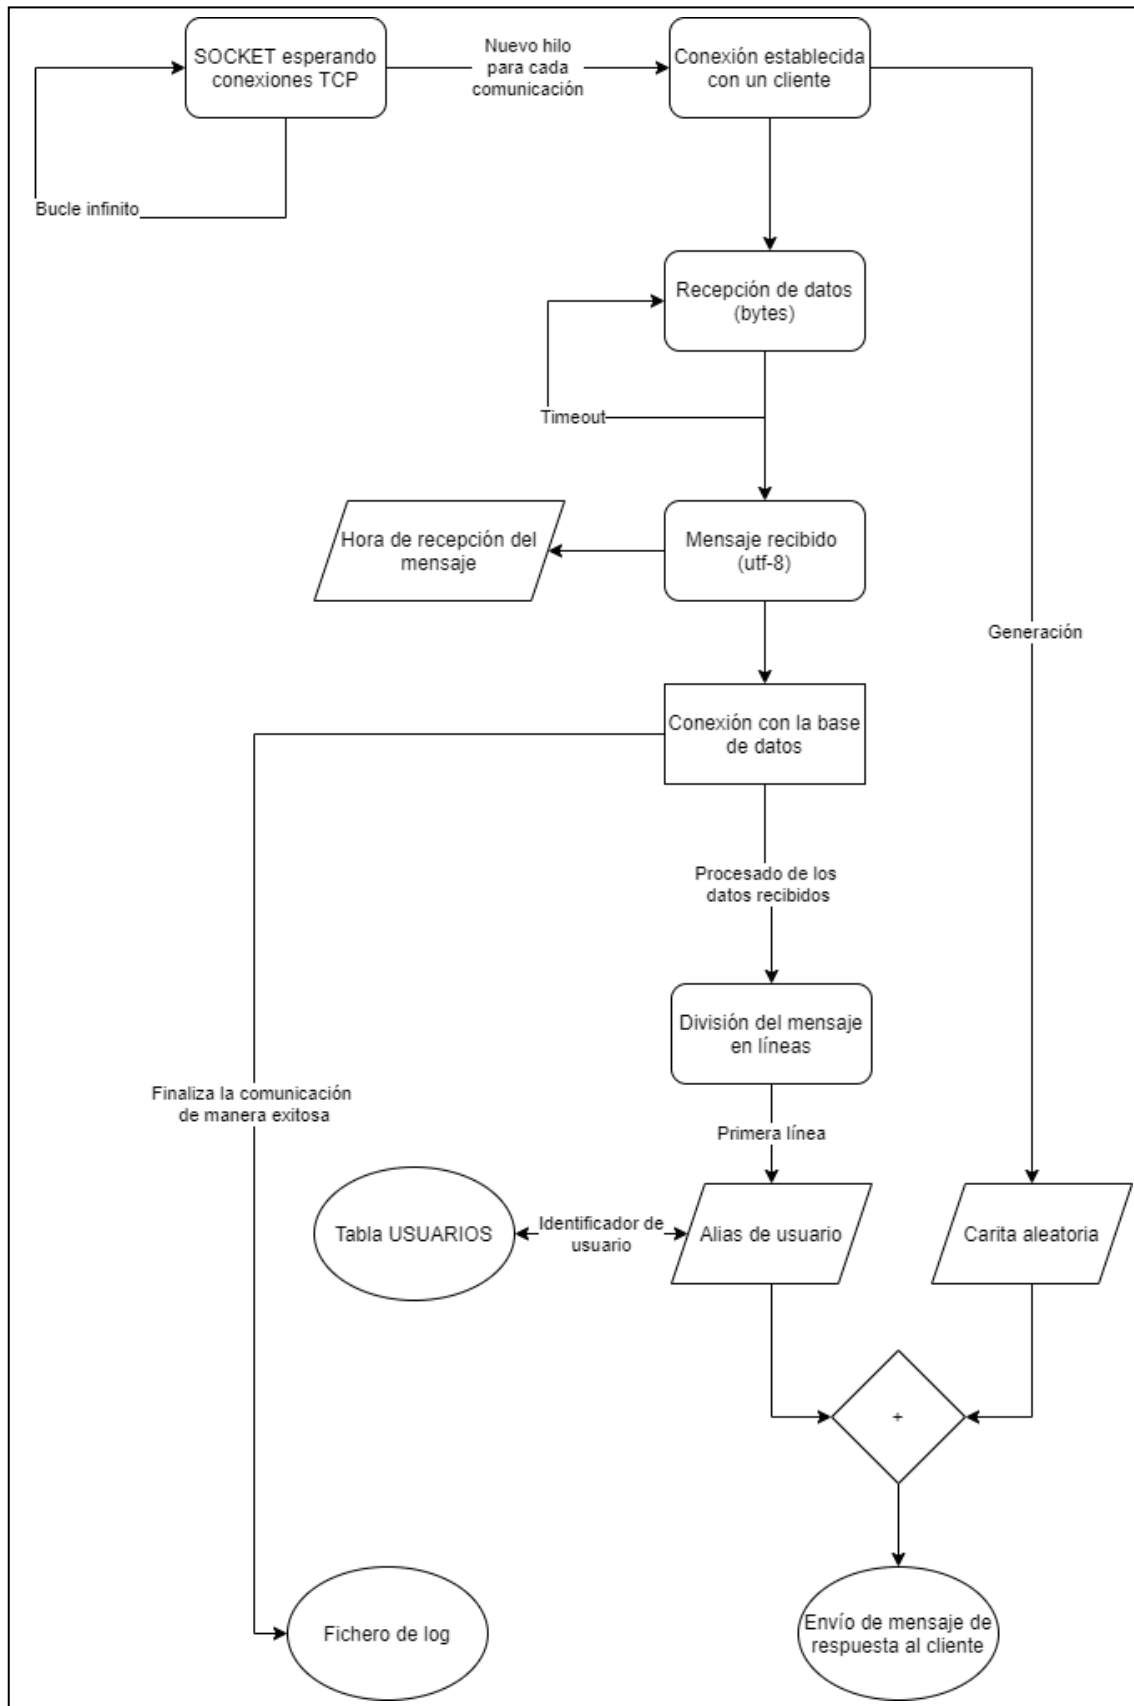 SOCKET esperando
conexiones TCP
Nuevo hilo
para cada
comunicación
Conexión establecida
con un cliente
Bucle infinito
Recepción de datos
(bytes)
Timeout
Hora de recepción del
mensaje
Mensaje recibido
(utf-8)
Generación
Conexión con la base
de datos
Procesado de los
datos recibidos
División del mensaje
en líneas
Finaliza la comunicación
de manera exitosa
Primera línea
Tabla USUARIOS
Identificador de
usuario
Alias de usuario
Carita aleatoria
+
Fichero de log
Envío de mensaje de
respuesta al cliente